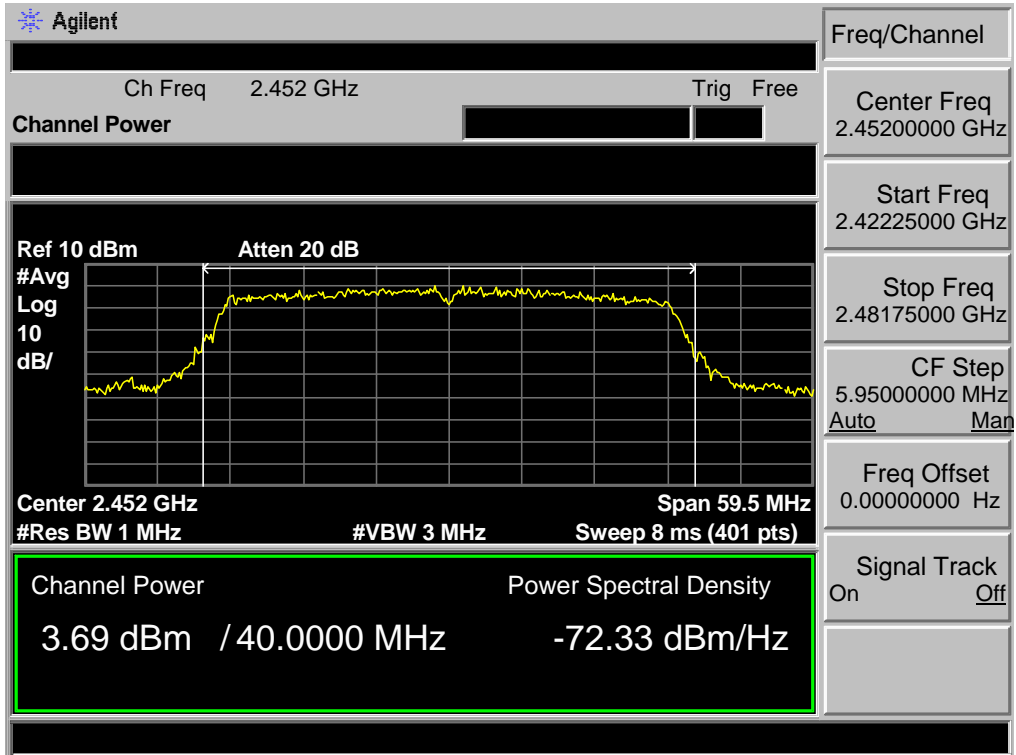 Agilent
Freq/Channel
Ch Freq 2.452 GHz Trig Free
Channel Power
Center Freq
2.45200000 GHz
Start Freq
2.42225000 GHz
Ref 10 dBm Atten 20 dB
#Avg
Log
10
dB/
Stop Freq
2.48175000 GHz
CF Step
5.95000000 MHz
Auto Man
Center 2.452 GHz Span 59.5 MHz
#Res BW 1 MHz #VBW 3 MHz Sweep 8 ms (401 pts)
Freq Offset
0.00000000 Hz
Channel Power Power Spectral Density
3.69 dBm / 40.0000 MHz -72.33 dBm/Hz
Signal Track
On Off